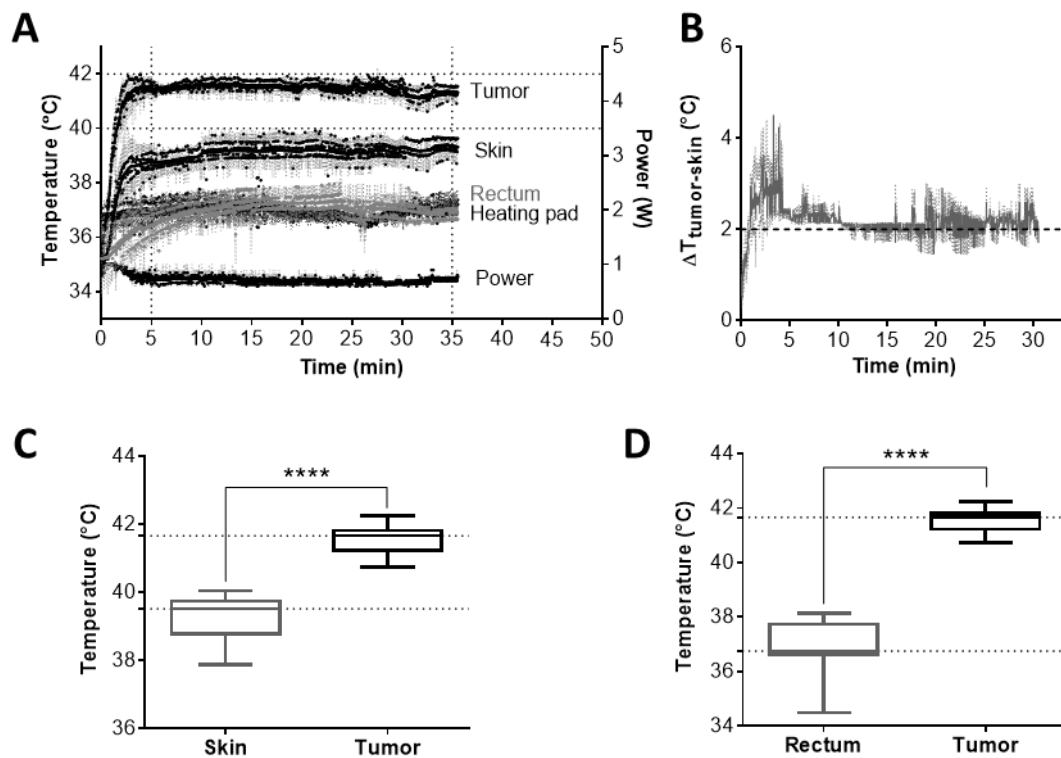 A
Temperature (°C)
42
40
38
36
34
0 5 10 15 20 25 30 35 40 45 50
Time (min)
5
4
3
2
1
0
Power (W)
Tumor
Skin
Rectum
Heating pad
Power
B
ΔTtumor-skin (°C)
6
4
2
0
0 5 10 15 20 25 30
Time (min)
C
Temperature (°C)
44
42
40
38
36
****
Skin Tumor
D
Temperature (°C)
44
42
40
38
36
34
****
Rectum Tumor